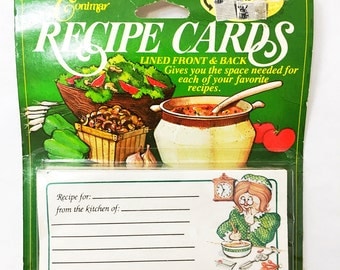 Sonimar
RECIPE CARDS
LINED FRONT & BACK
Gives you the space needed for
each of your favorite
recipes.
Recipe for:
from the kitchen of: